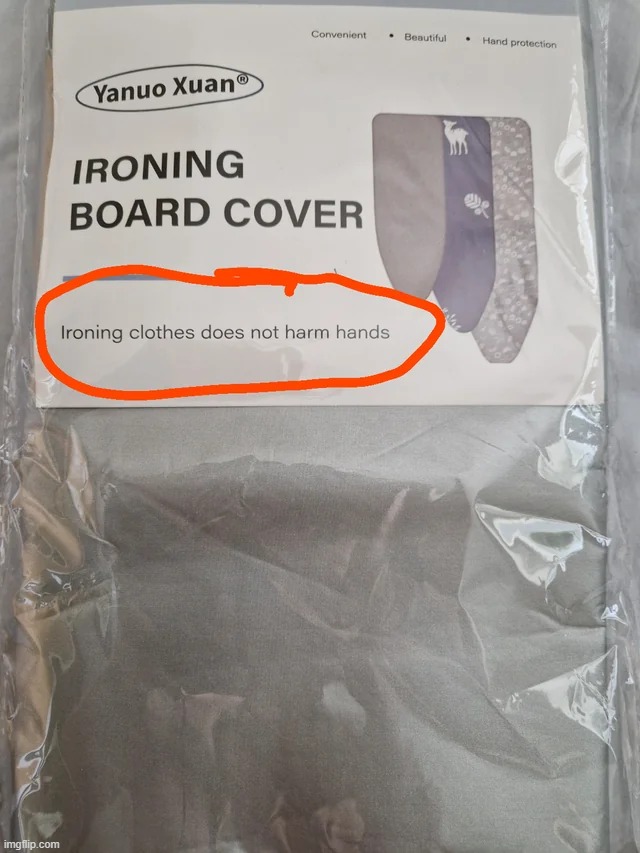 Convenient • Beautiful • Hand protection
Yanuo Xuan®
IRONING
BOARD COVER
Ironing clothes does not harm hands
imgflip.com